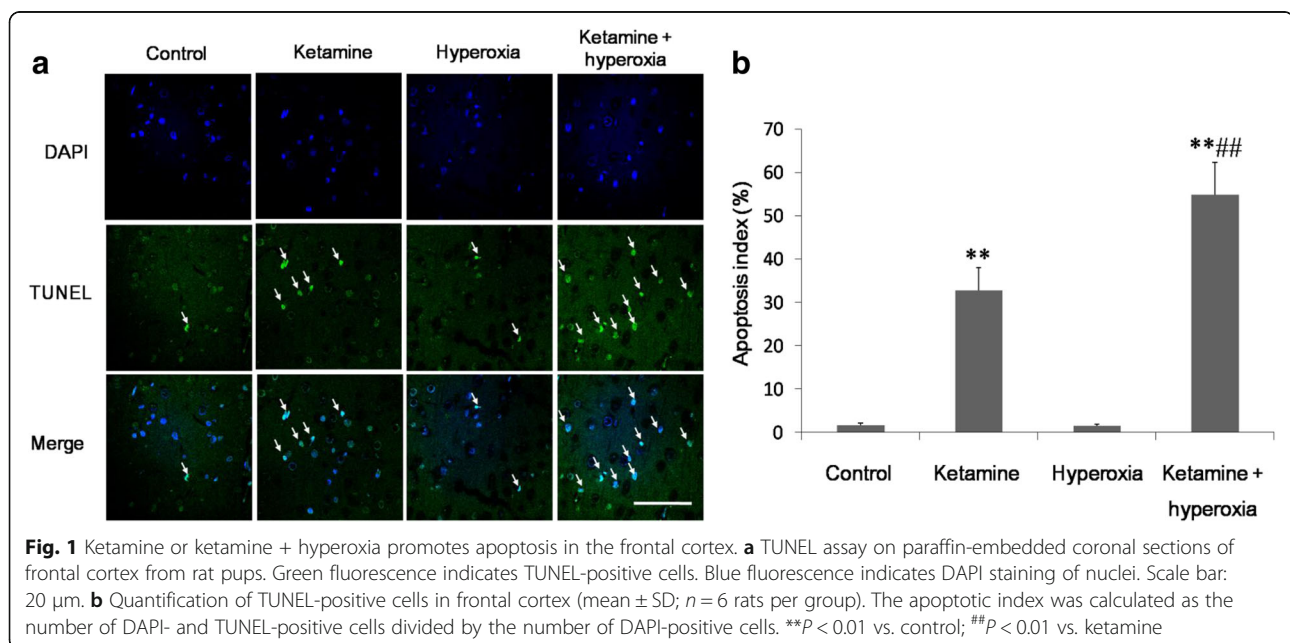 a
Control Ketamine Hyperoxia Ketamine +
hyperoxia
DAPI
TUNEL
Merge
b
Apoptosis index (%)
70
60
50
40
30
20
10
0
**
**##
Control Ketamine Hyperoxia Ketamine +
hyperoxia
Fig. 1 Ketamine or ketamine + hyperoxia promotes apoptosis in the frontal cortex. a TUNEL assay on paraffin-embedded coronal sections of
frontal cortex from rat pups. Green fluorescence indicates TUNEL-positive cells. Blue fluorescence indicates DAPI staining of nuclei. Scale bar:
20 μm. b Quantification of TUNEL-positive cells in frontal cortex (mean ± SD; n = 6 rats per group). The apoptotic index was calculated as the
number of DAPI- and TUNEL-positive cells divided by the number of DAPI-positive cells. **P < 0.01 vs. control; ##P < 0.01 vs. ketamine